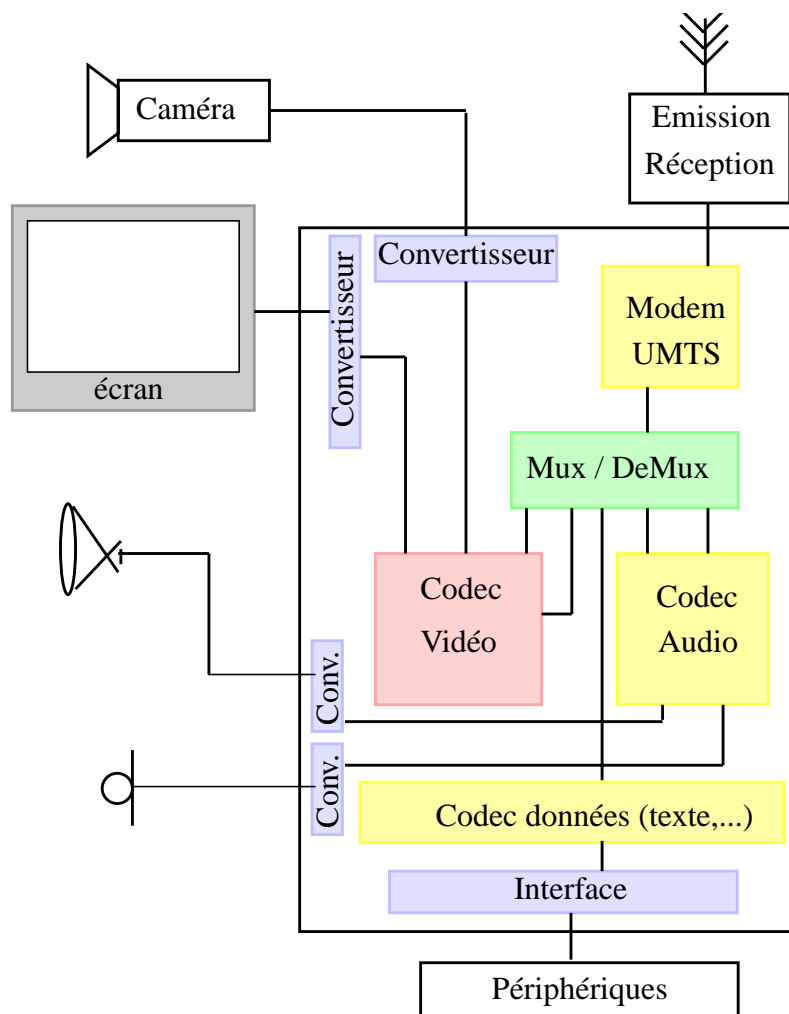 Caméra
Emission
Réception
Convertisseur
Convertisseur
Modem
UMTS
écran
Mux / DeMux
Codec
Vidéo
Codec
Audio
Conv.
Conv.
Codec données (texte,...)
Interface
Périphériques